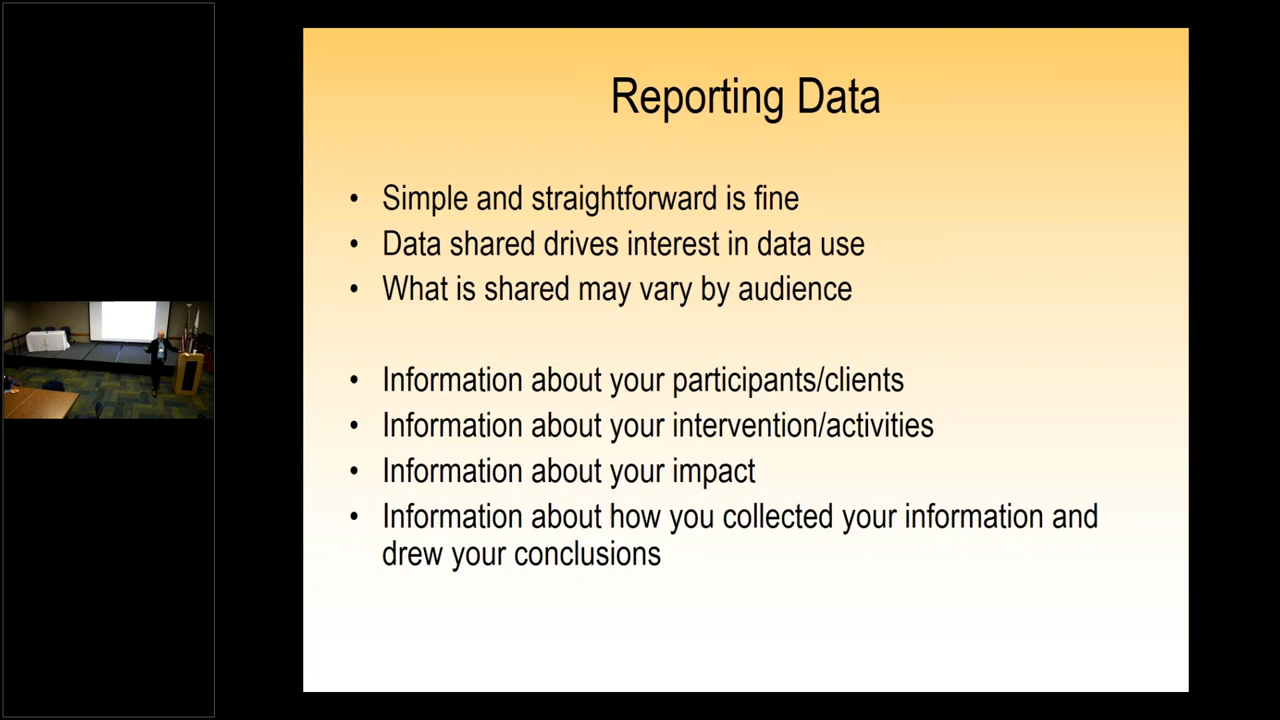 Reporting Data
• Simple and straightforward is fine
• Data shared drives interest in data use
• What is shared may vary by audience
• Information about your participants/clients
• Information about your intervention/activities
• Information about your impact
• Information about how you collected your information and
drew your conclusions